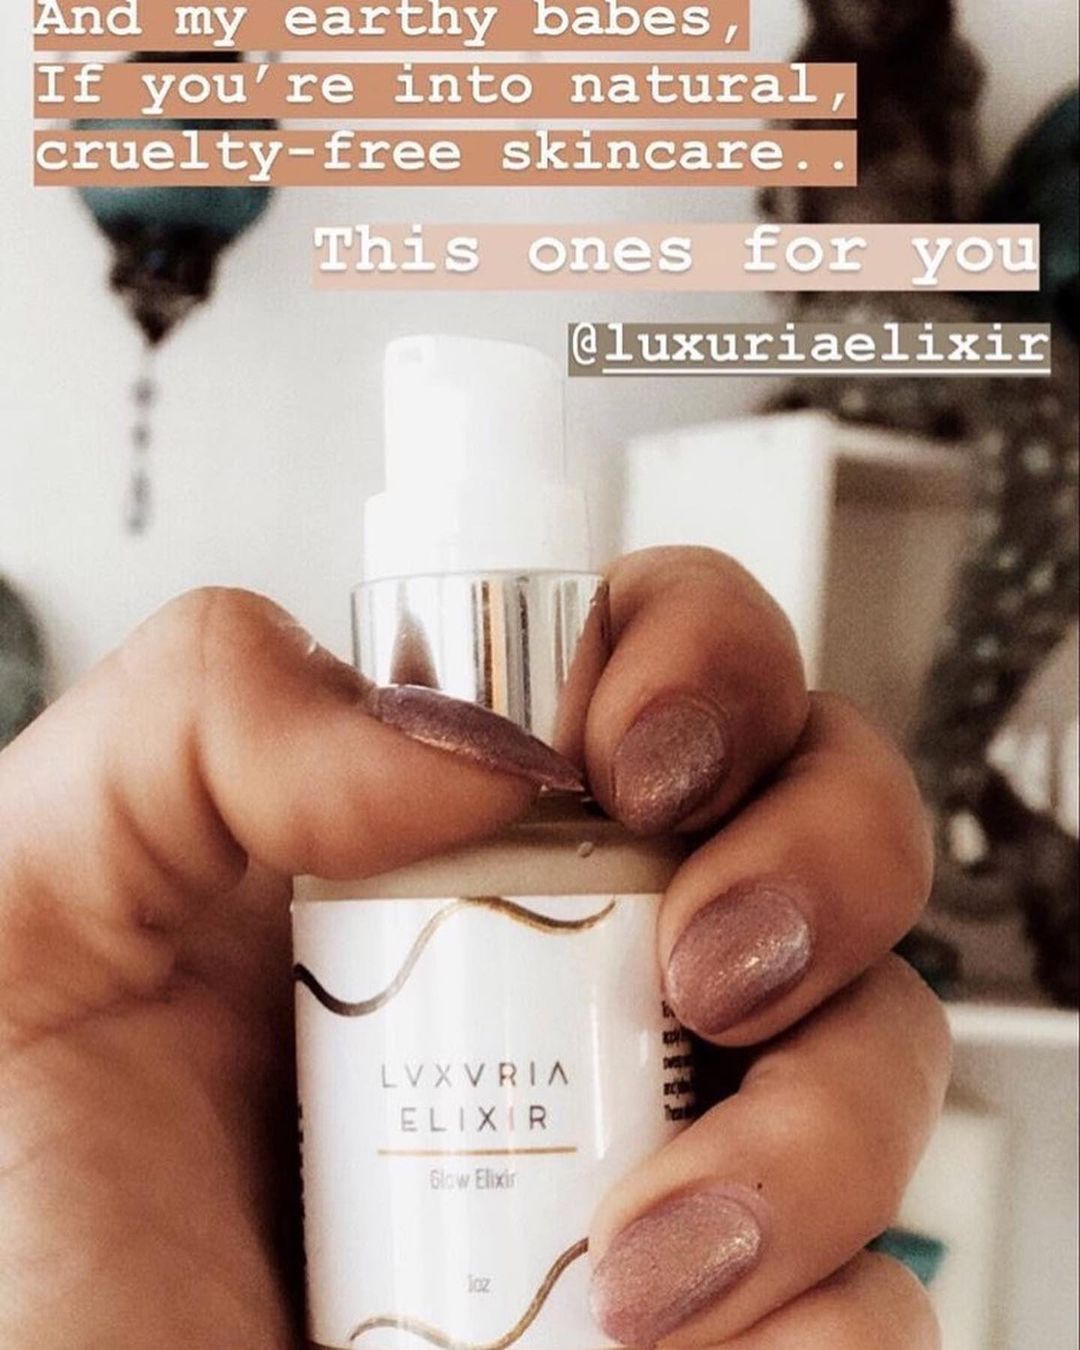 And my earthy babes,
If you're into natural,
cruelty-free skincare..
This ones for you
@luxuriaelixir
LVXVRIA
ELIXIR
Glow Elixir
1oz